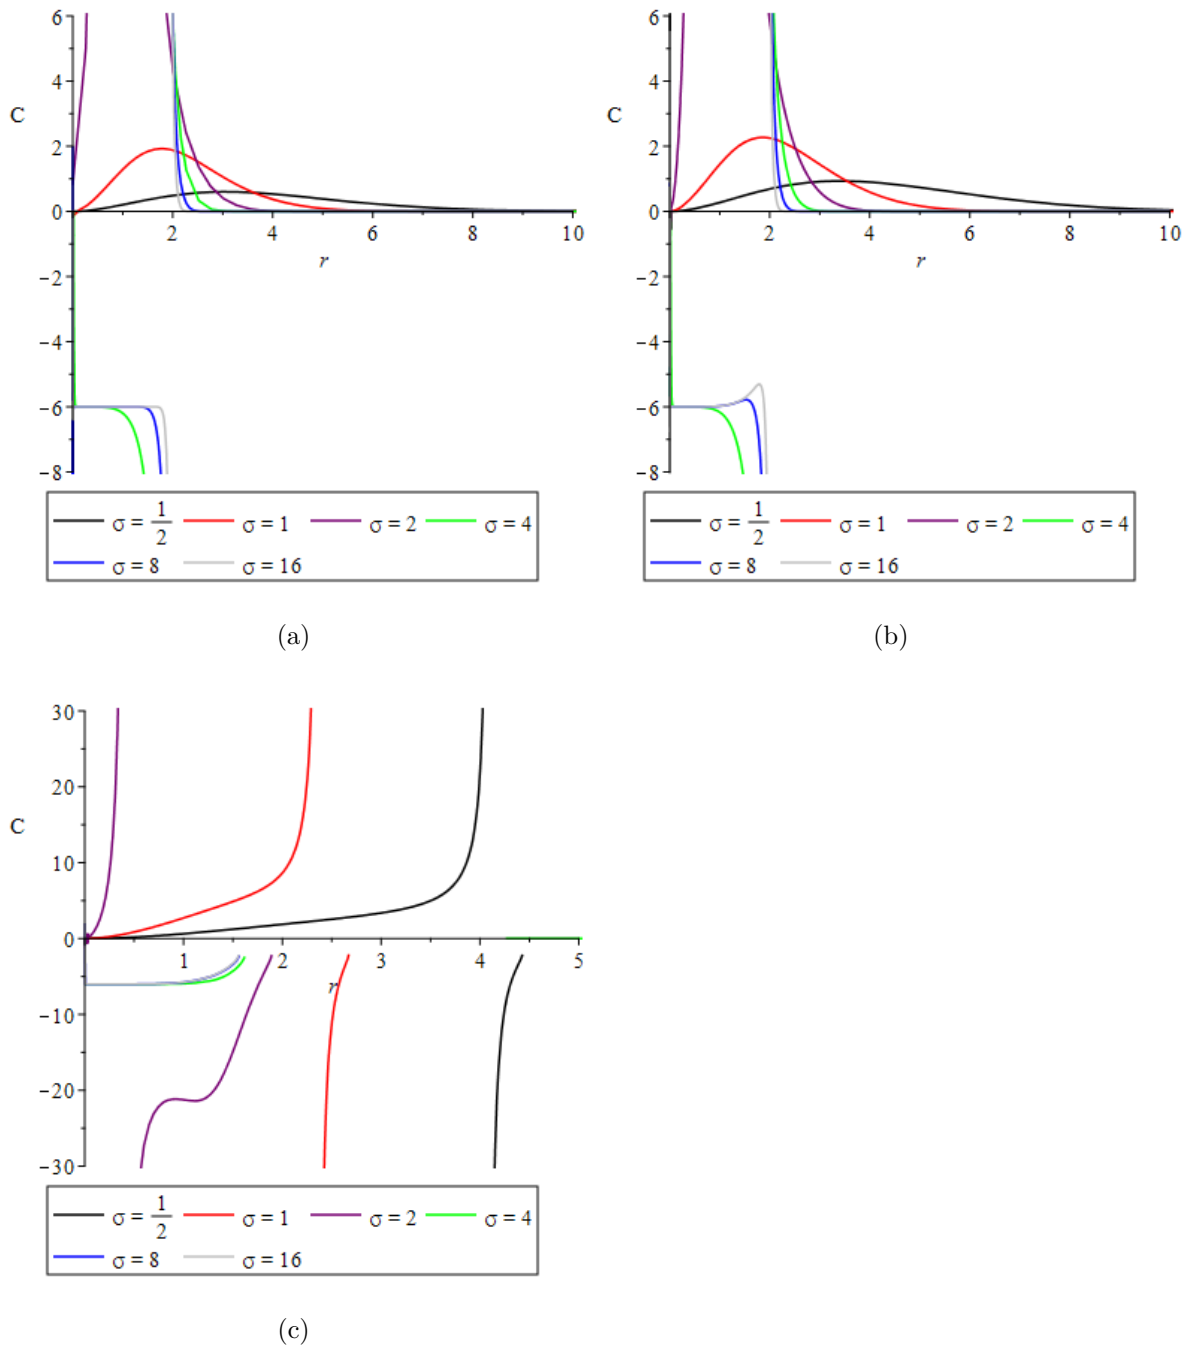 6
4
C
2
0
2 4 6 8 10
r
−2
−4
−6
−8
σ = 1/2 σ = 1 σ = 2 σ = 4
σ = 8 σ = 16
(a)
6
4
C
2
0
2 4 6 8 10
r
−2
−4
−6
−8
σ = 1/2 σ = 1 σ = 2 σ = 4
σ = 8 σ = 16
(b)
30
20
C
10
0
1 2 3 4 5
r
−10
−20
−30
σ = 1/2 σ = 1 σ = 2 σ = 4
σ = 8 σ = 16
(c)